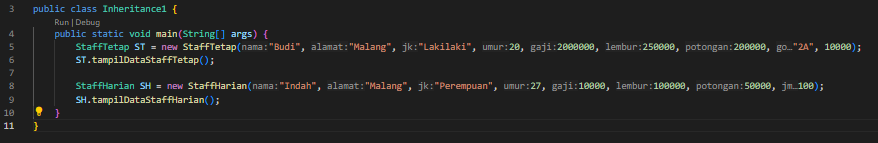 3 public class Inheritance1 {
Run | Debug
4 public static void main(String[] args) {
5 StaffTetap ST = new StaffTetap(nama:"Budi", alamat:"Malang", jk:"Lakilaki", umur:20, gaji:2000000, lembur:250000, potongan:200000, go…"2A", 10000);
6 ST.tampilDataStaffTetap();
7
8 StaffHarian SH = new StaffHarian(nama:"Indah", alamat:"Malang", jk:"Perempuan", umur:27, gaji:10000, lembur:100000, potongan:50000, jm…100);
9 SH.tampilDataStaffHarian();
10 }
11 }